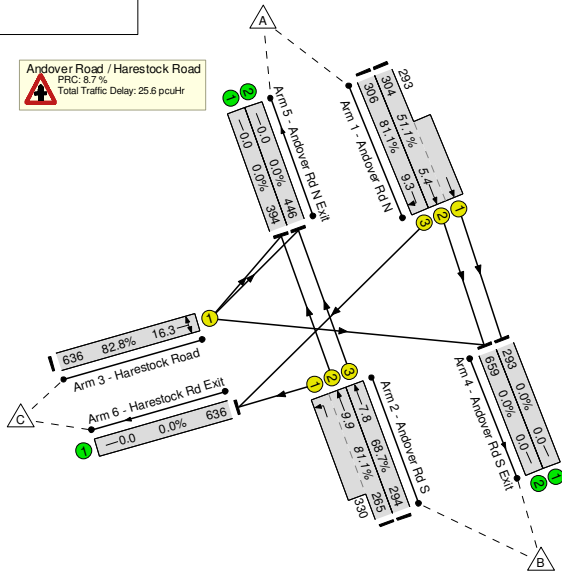 A
B
C
Andover Road / Harestock Road
PRC: 8.7 %
Total Traffic Delay: 25.6 pcuHr
Arm 1 - Andover Rd N
306
304
293
81.1%
51.1%
9.3
5.4
3
2
1
Arm 5 - Andover Rd N Exit
1
2
0.0
0.0
0.0%
0.0%
394
446
Arm 3 - Harestock Road
636 82.8% 16.3
1
Arm 6 - Harestock Rd Exit
0.0 0.0% 636
1
Arm 2 - Andover Rd S
1
2
3
9.9
7.8
81.1%
68.7%
330
265
294
Arm 4 - Andover Rd S Exit
659
293
0.0%
0.0%
0.0
0.0
2
1